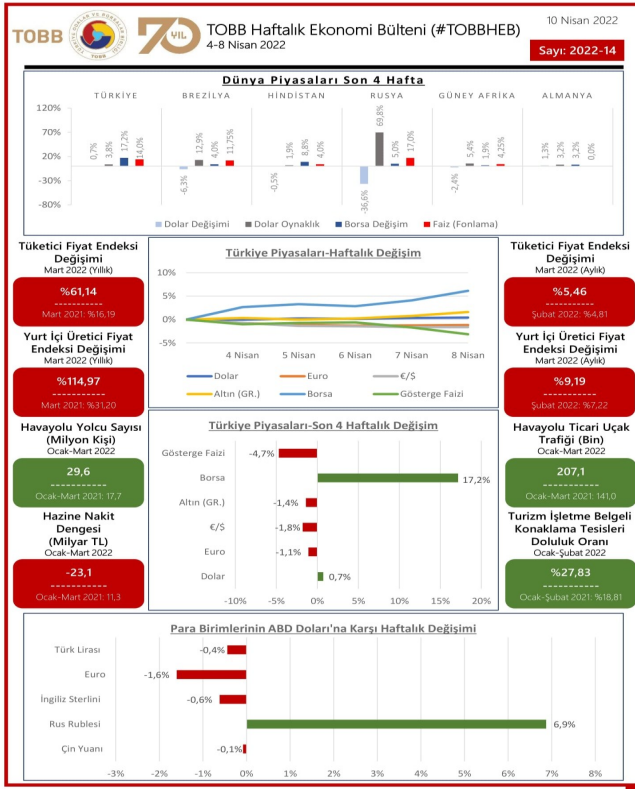 TOBB
TÜRKİYE ODALAR VE BORSALAR BİRLİĞİ
70 YIL
TOBB Haftalık Ekonomi Bülteni (#TOBBHEB)
4-8 Nisan 2022
10 Nisan 2022
Sayı: 2022-14
Dünya Piyasaları Son 4 Hafta
TÜRKİYE BREZİLYA HİNDİSTAN RUSYA GÜNEY AFRİKA ALMANYA
120%
70%
20%
-30%
-80%
0,7% 3,8% 17,2% 14,0%
-6,3% 12,9% 4,0% 11,75%
-0,5% 1,9% 8,8% 4,0%
-36,6% 69,8% 5,0% 17,0%
-2,4% 5,4% 1,9% 4,25%
1,3% 3,2% 3,2% 0,0%
Dolar Değişimi Dolar Oynaklık Borsa Değişim Faiz (Fonlama)
Tüketici Fiyat Endeksi
Değişimi
Mart 2022 (Yıllık)
%61,14
-----------
Mart 2021: %16,19
Yurt İçi Üretici Fiyat
Endeksi Değişimi
Mart 2022 (Yıllık)
%114,97
-----------
Mart 2021: %31,20
Havayolu Yolcu Sayısı
(Milyon Kişi)
Ocak-Mart 2022
29,6
-----------
Ocak-Mart 2021: 17,7
Hazine Nakit
Dengesi
(Milyar TL)
Ocak-Mart 2022
-23,1
-----------
Ocak-Mart 2021: 11,3
Türkiye Piyasaları-Haftalık Değişim
10%
5%
0%
-5%
4 Nisan 5 Nisan 6 Nisan 7 Nisan 8 Nisan
Dolar Euro €/$
Altın (GR.) Borsa Gösterge Faizi
Türkiye Piyasaları-Son 4 Haftalık Değişim
Gösterge Faizi -4,7%
Borsa 17,2%
Altın (GR.) -1,4%
€/$ -1,8%
Euro -1,1%
Dolar 0,7%
-10% -5% 0% 5% 10% 15% 20%
Tüketici Fiyat Endeksi
Değişimi
Mart 2022 (Aylık)
%5,46
-----------
Şubat 2022: %4,81
Yurt İçi Üretici Fiyat
Endeksi Değişimi
Mart 2022 (Aylık)
%9,19
-----------
Şubat 2022: %7,22
Havayolu Ticari Uçak
Trafiği (Bin)
Ocak-Mart 2022
207,1
-----------
Ocak-Mart 2021: 141,0
Turizm İşletme Belgeli
Konaklama Tesisleri
Doluluk Oranı
Ocak-Şubat 2022
%27,83
-----------
Ocak-Şubat 2021: %18,81
Para Birimlerinin ABD Doları'na Karşı Haftalık Değişimi
Türk Lirası -0,4%
Euro -1,6%
İngiliz Sterlini -0,6%
Rus Rublesi 6,9%
Çin Yuanı -0,1%
-3% -2% -1% 0% 1% 2% 3% 4% 5% 6% 7% 8%